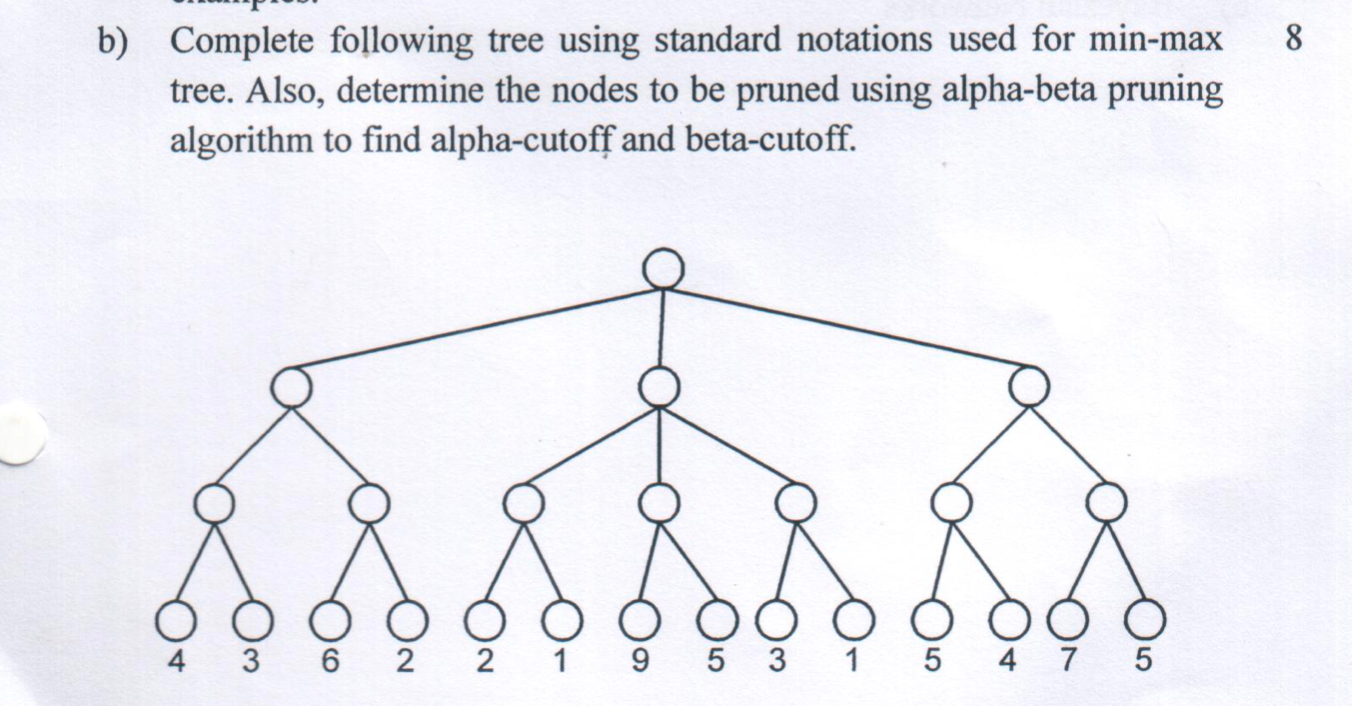 b) Complete following tree using standard notations used for min-max 8
tree. Also, determine the nodes to be pruned using alpha-beta pruning
algorithm to find alpha-cutoff and beta-cutoff.
4 3 6 2 2 1 9 5 3 1 5 4 7 5